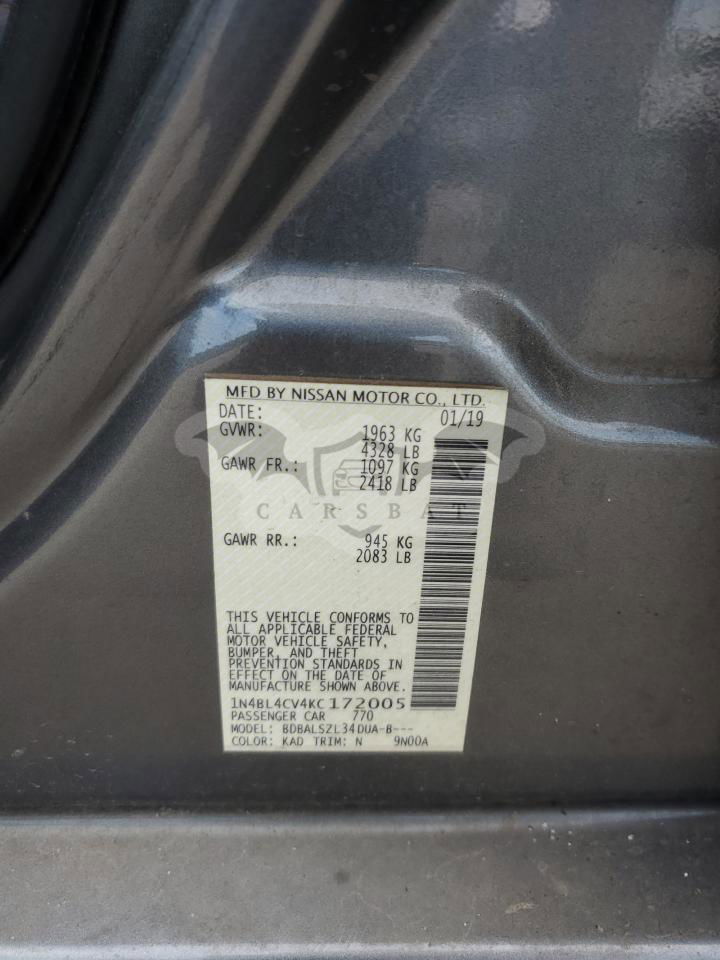 MFD BY NISSAN MOTOR CO., LTD.
DATE: 01/19
GVWR: 1963 KG
4328 LB
GAWR FR.: 1097 KG
2418 LB
CARSBAT
GAWR RR.: 945 KG
2083 LB
THIS VEHICLE CONFORMS TO
ALL APPLICABLE FEDERAL
MOTOR VEHICLE SAFETY,
BUMPER, AND THEFT
PREVENTION STANDARDS IN
EFFECT ON THE DATE OF
MANUFACTURE SHOWN ABOVE.
1N4BL4CV4KC172005
PASSENGER CAR 770
MODEL: BDBALSZL34DUA-B---
COLOR: KAD TRIM: N 9N00A